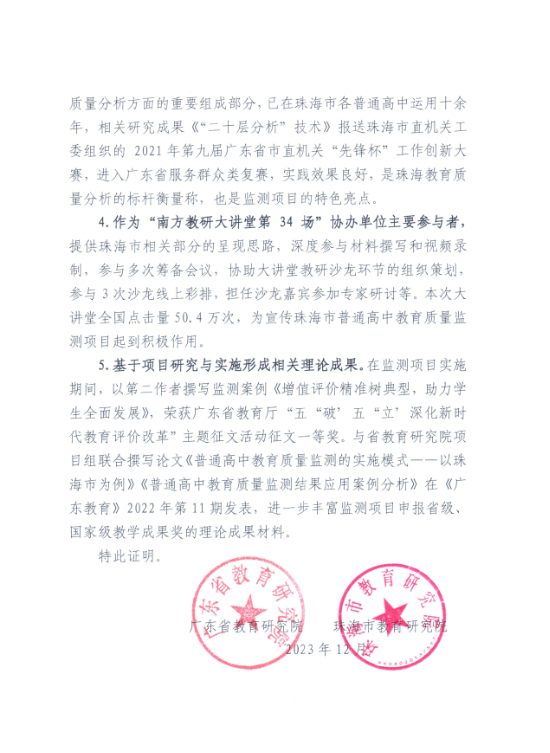 质量分析方面的重要组成部分，已在珠海市各普通高中运用十余
年，相关研究成果《“二十层分析”技术》报送珠海市直机关工
委组织的 2021 年第九届广东省市直机关“先锋杯”工作创新大
赛，进入广东省服务群众类复赛，实践效果良好，是珠海教育质
量分析的标杆衡量称，也是监测项目的特色亮点。
4.作为“南方教研大讲堂第 34 场”协办单位主要参与者，
提供珠海市相关部分的呈现思路、深度参与材料撰写和视频录
制，参与多次筹备会议，协助大讲堂教研沙龙环节的组织策划，
参与 3 次沙龙线上彩排，担任沙龙嘉宾参加专家研讨等。本次大
讲堂全国点击量 50.4 万次，为宣传珠海市普通高中教育质量监
测项目起到积极作用。
5.基于项目研究与实施形成相关理论成果。在监测项目实施
期间，以第二作者撰写监测案例《增值评价精准树典型，助力学
生全面发展》，荣获广东省教育厅“五‘破’五‘立’深化新时
代教育评价改革”主题征文活动征文一等奖。与省教育研究院项
目组联合撰写论文《普通高中教育质量监测的实施模式——以珠
海市为例》《普通高中教育质量监测结果应用案例分析》在《广
东教育》2022 年第 11 期发表，进一步丰富监测项目申报省级、
国家级教学成果奖的理论成果材料。
特此证明。
广东省教育研究院 珠海市教育研究院
2023 年 12 月
广东省教育研究院
珠海市教育研究院